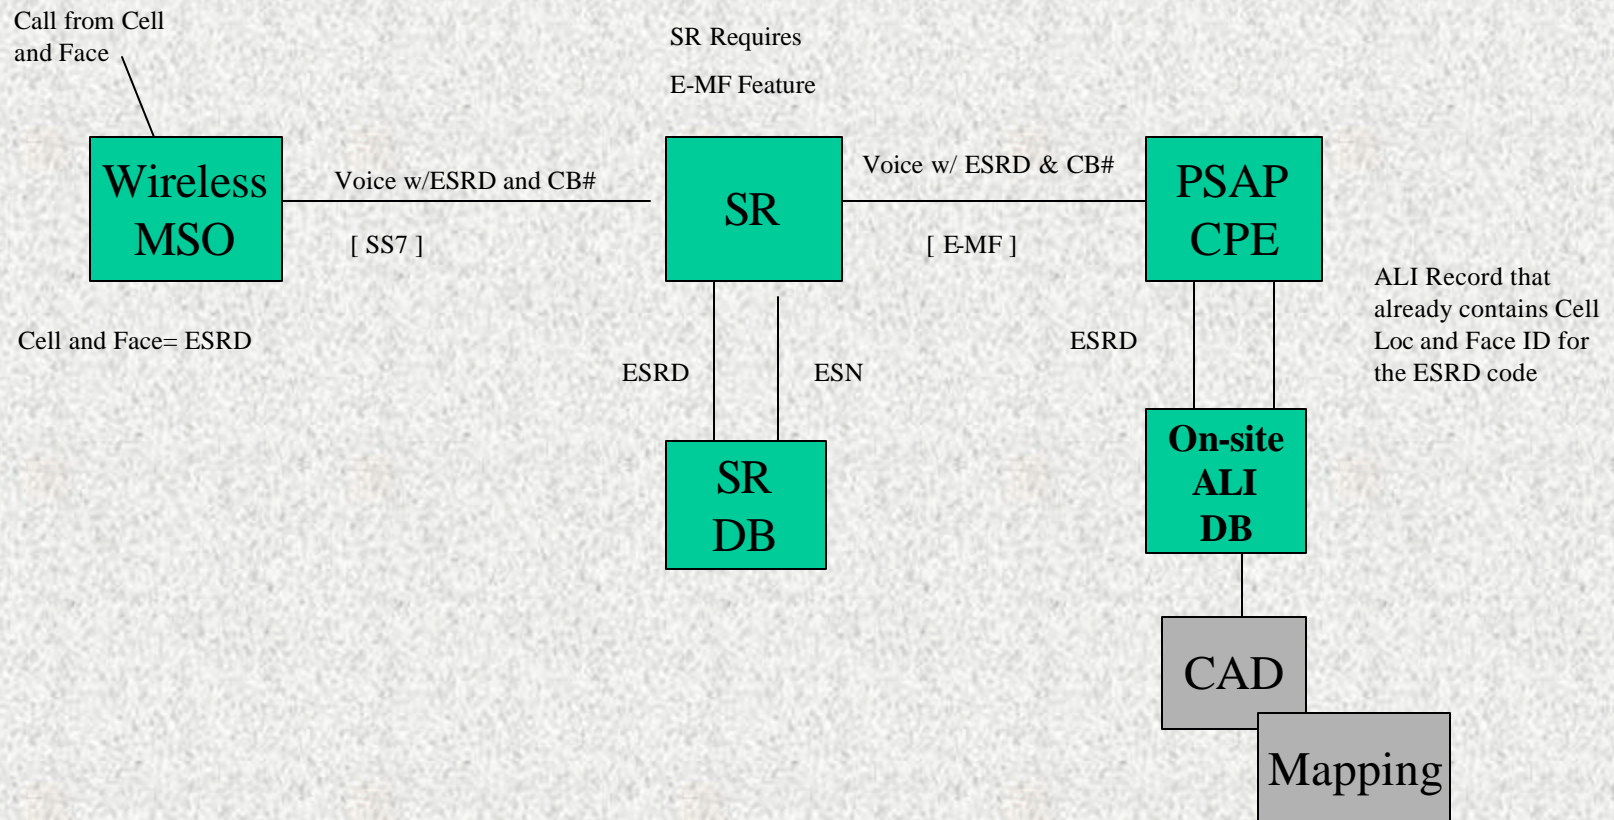 Call from Cell
and Face
SR Requires
E-MF Feature
Wireless
MSO
Voice w/ESRD and CB#
[ SS7 ]
SR
Voice w/ ESRD & CB#
[ E-MF ]
PSAP
CPE
Cell and Face= ESRD
ESRD
ESN
ESRD
ALI Record that
already contains Cell
Loc and Face ID for
the ESRD code
SR
DB
On-site
ALI
DB
CAD
Mapping